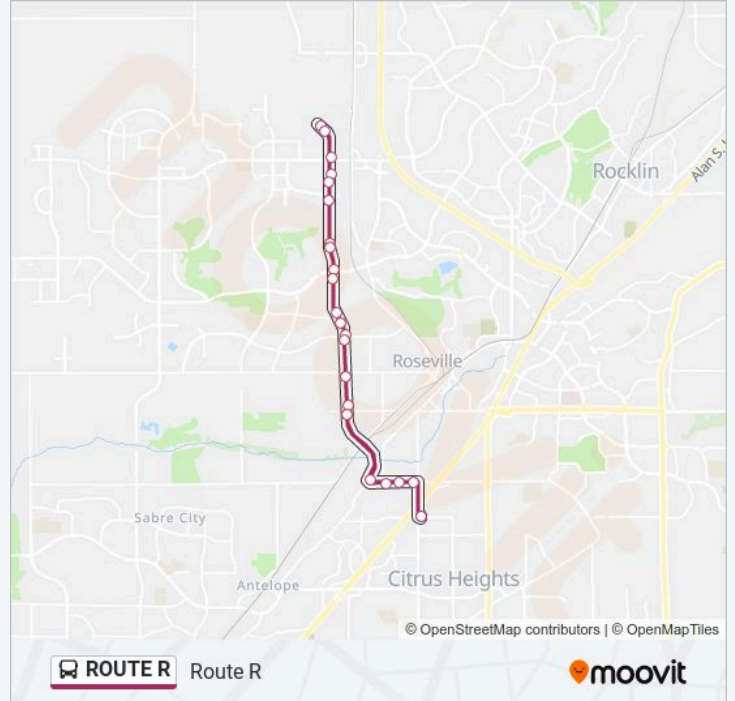 Rocklin
Alan S.
Roseville
Sabre City
Antelope
Citrus Heights
© OpenStreetMap contributors | © OpenMapTiles
ROUTE R Route R
moovit